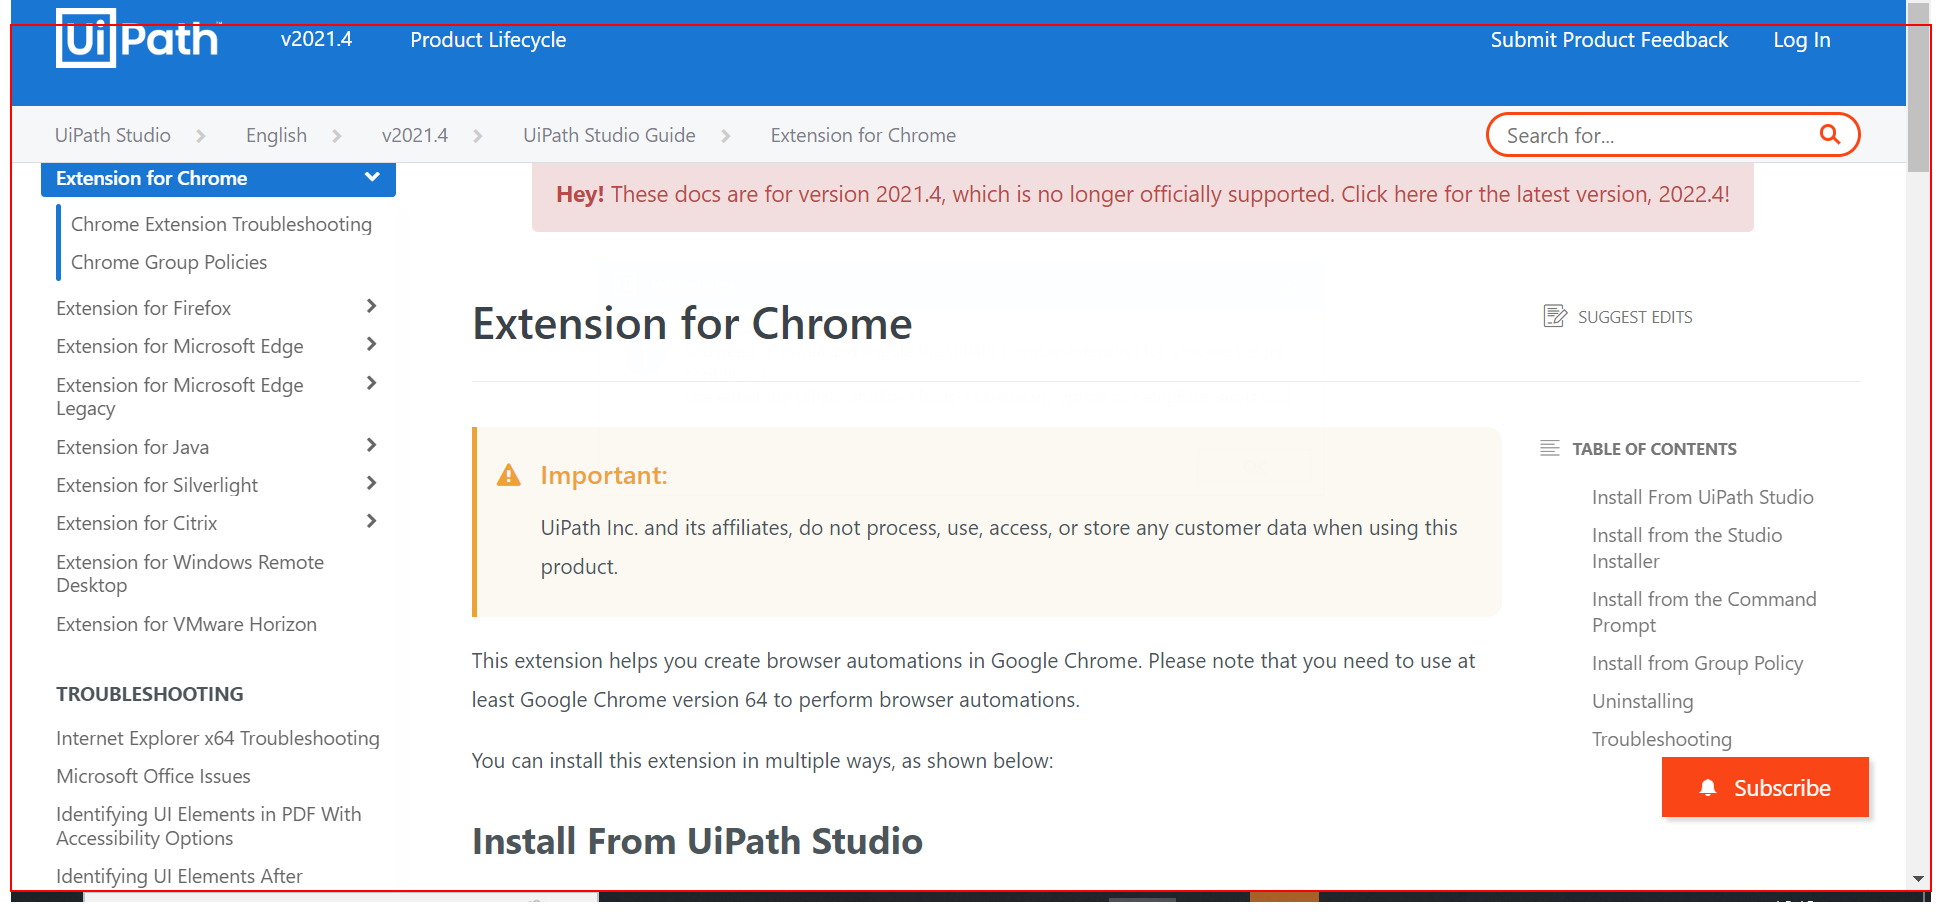 UiPath
v2021.4
Product Lifecycle
Submit Product Feedback
Log In
UiPath Studio
English
v2021.4
UiPath Studio Guide
Extension for Chrome
Search for...
Extension for Chrome
Chrome Extension Troubleshooting
Chrome Group Policies
Extension for Firefox
Extension for Microsoft Edge
Extension for Microsoft Edge
Legacy
Extension for Java
Extension for Silverlight
Extension for Citrix
Extension for Windows Remote
Desktop
Extension for VMware Horizon
TROUBLESHOOTING
Internet Explorer x64 Troubleshooting
Microsoft Office Issues
Identifying UI Elements in PDF With
Accessibility Options
Identifying UI Elements After
Hey! These docs are for version 2021.4, which is no longer officially supported. Click here for the latest version, 2022.4!
Extension for Chrome
SUGGEST EDITS
Important:
UiPath Inc. and its affiliates, do not process, use, access, or store any customer data when using this
product.
This extension helps you create browser automations in Google Chrome. Please note that you need to use at
least Google Chrome version 64 to perform browser automations.
You can install this extension in multiple ways, as shown below:
Install From UiPath Studio
TABLE OF CONTENTS
Install From UiPath Studio
Install from the Studio
Installer
Install from the Command
Prompt
Install from Group Policy
Uninstalling
Troubleshooting
Subscribe